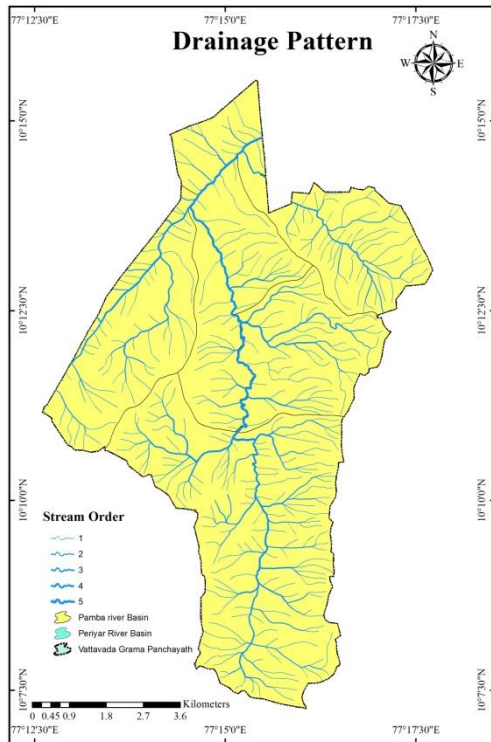 77°12'30"E 77°15'0"E 77°17'30"E
Drainage Pattern
N
W E
S
10°15'0"N 10°15'0"N
10°12'30"N 10°12'30"N
10°10'0"N 10°10'0"N
Stream Order
1
2
3
4
5
Pamba river Basin
Periyar River Basin
Vattavada Grama Panchayath
10°7'30"N 10°7'30"N
Kilometers
0 0.45 0.9 1.8 2.7 3.6
77°12'30"E 77°15'0"E 77°17'30"E